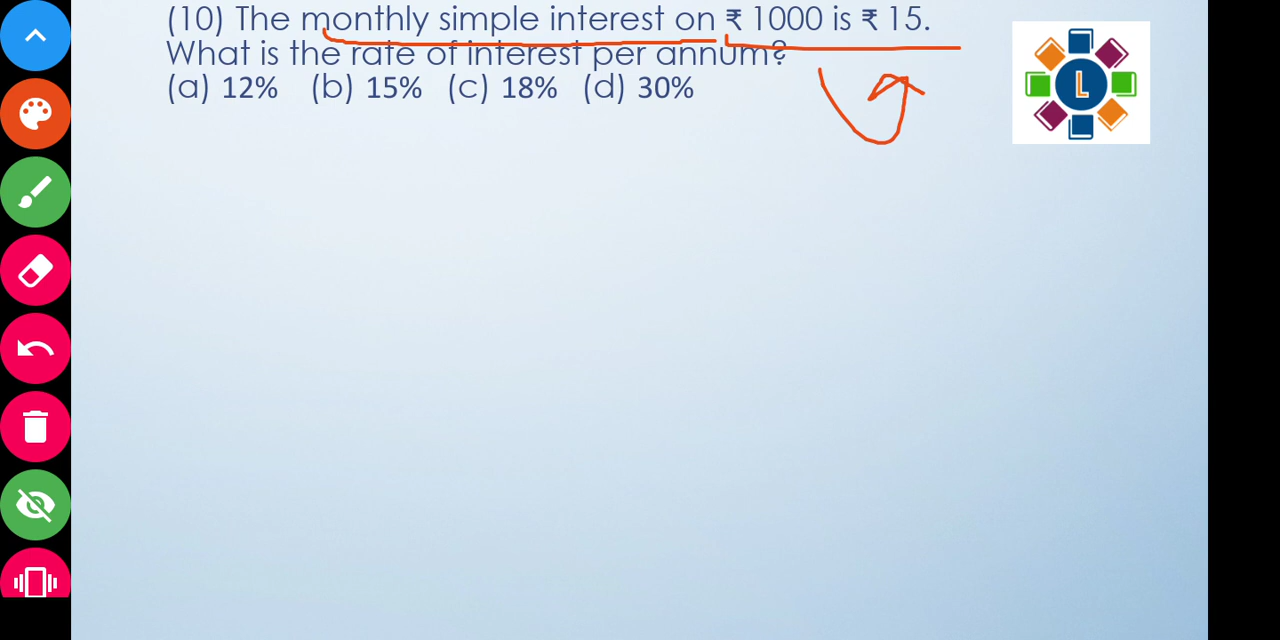 (10) The monthly simple interest on ₹ 1000 is ₹ 15.
What is the rate of interest per annum?
(a) 12% (b) 15% (c) 18% (d) 30%
L